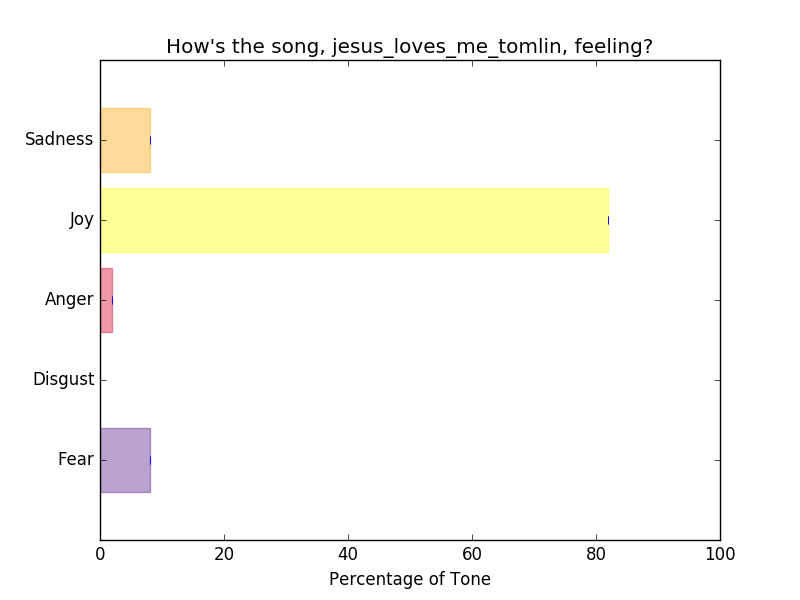 How's the song, jesus_loves_me_tomlin, feeling?
Sadness
Joy
Anger
Disgust
Fear
0 20 40 60 80 100
Percentage of Tone